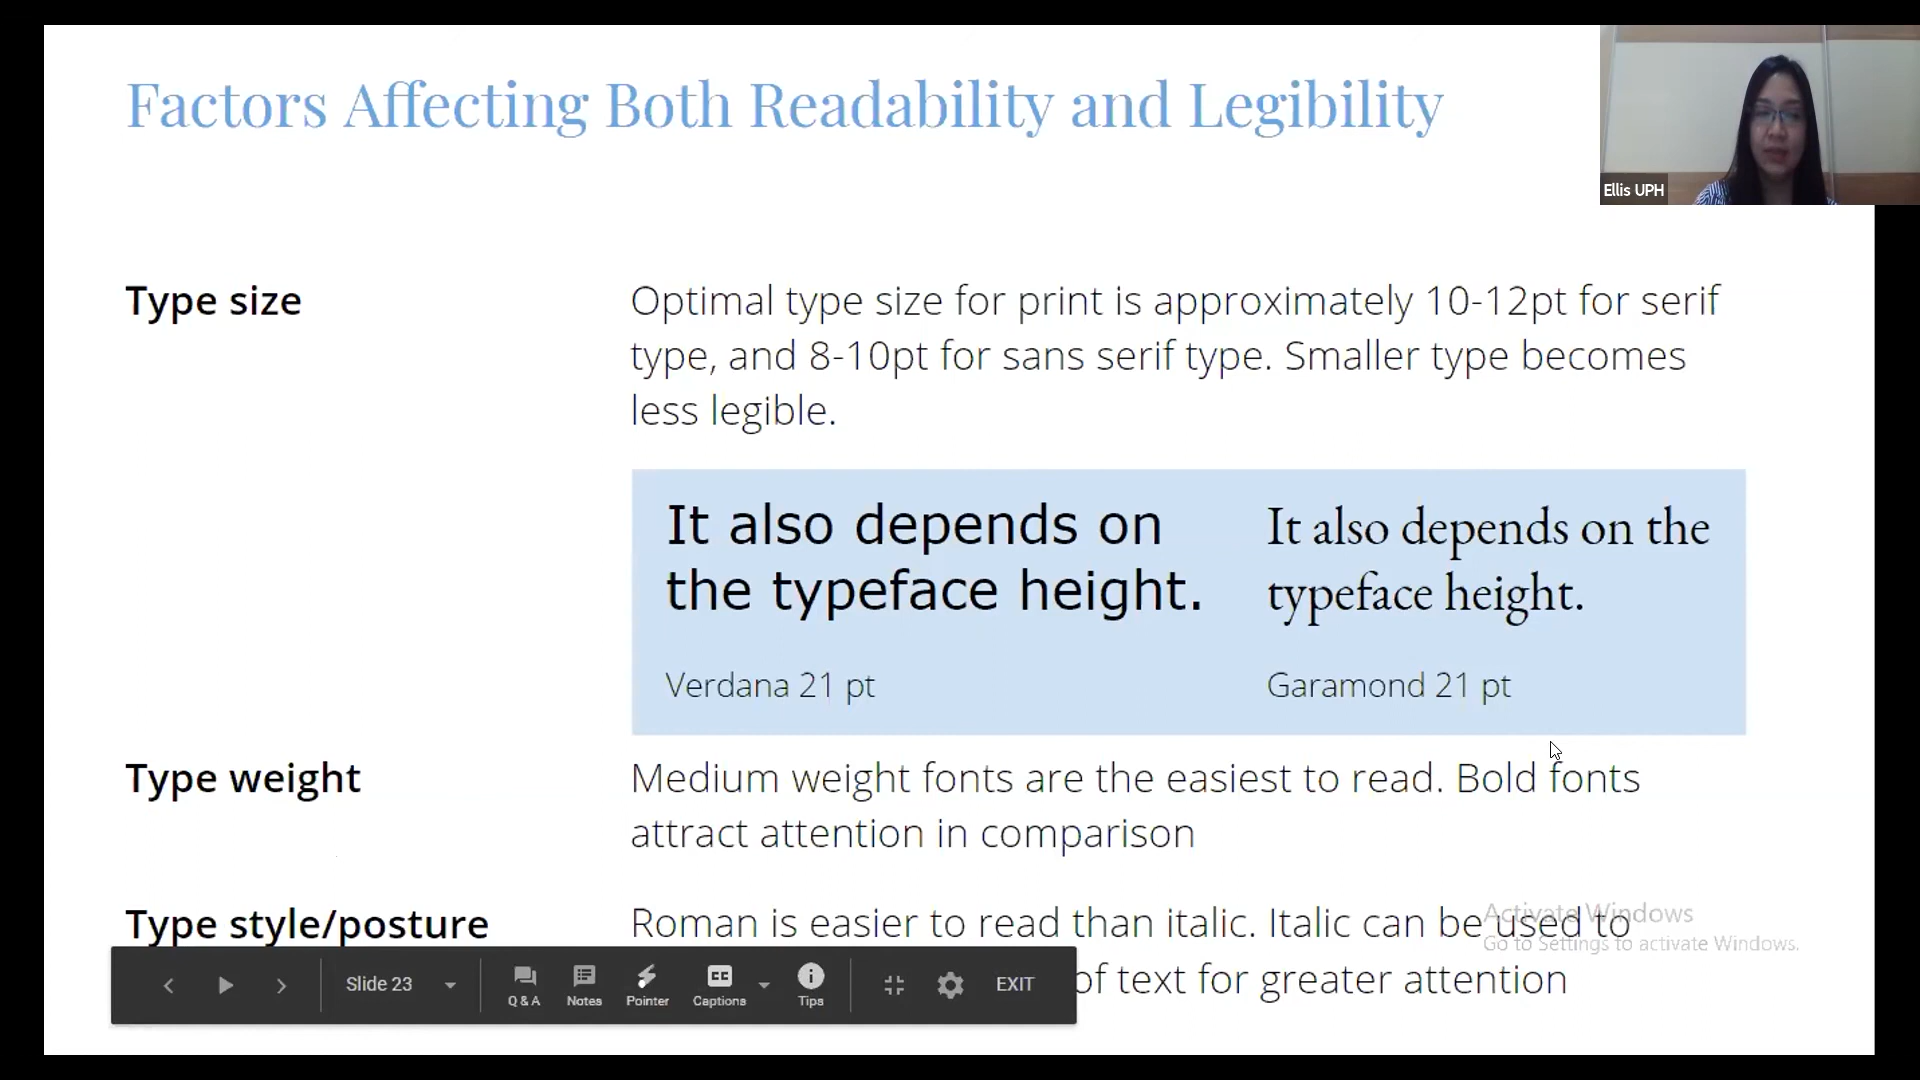 Factors Affecting Both Readability and Legibility
Ellis UPH
Type size
Optimal type size for print is approximately 10-12pt for serif
type, and 8-10pt for sans serif type. Smaller type becomes
less legible.
It also depends on
the typeface height.
Verdana 21 pt
It also depends on the
typeface height.
Garamond 21 pt
Type weight
Medium weight fonts are the easiest to read. Bold fonts
attract attention in comparison
Type style/posture
Roman is easier to read than italic. Italic can be used to
of text for greater attention
Activate Windows
Go to Settings to activate Windows.
Slide 23
Q & A
Notes
Pointer
CC
Captions
Tips
EXIT